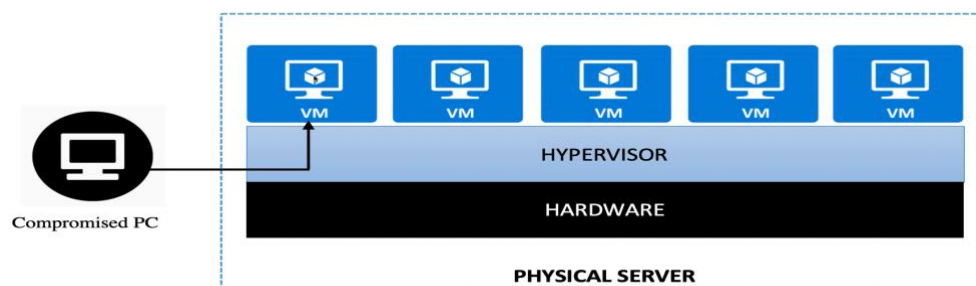 VM VM VM VM VM
HYPERVISOR
Compromised PC
HARDWARE
PHYSICAL SERVER